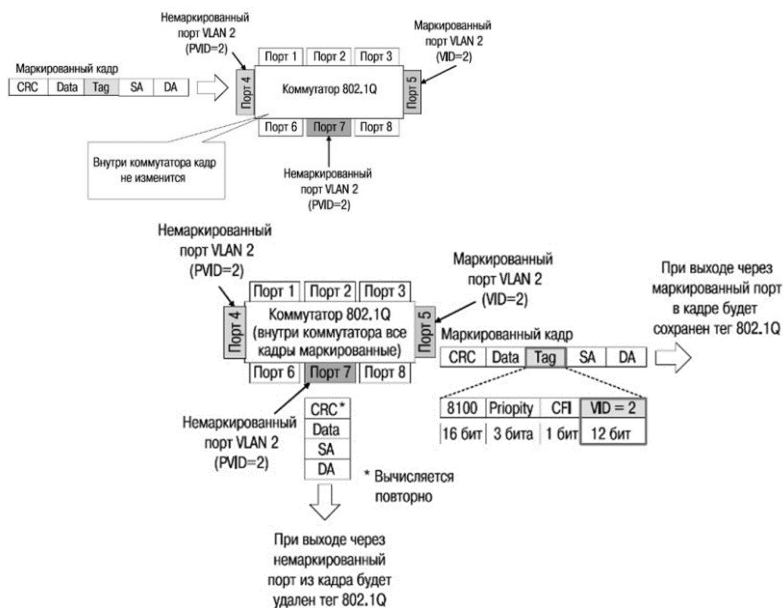 Немаркированный
порт VLAN 2
(PVID=2)
Маркированный
порт VLAN 2
(VID=2)
Порт 1 Порт 2 Порт 3
Маркированный кадр
CRC Data Tag SA DA
Порт 4
Коммутатор 802.1Q
Порт 5
Порт 6 Порт 7 Порт 8
Внутри коммутатора кадр
не изменится
Немаркированный
порт VLAN 2
(PVID=2)
Немаркированный
порт VLAN 2
(PVID=2)
Маркированный
порт VLAN 2
(VID=2)
При выходе через
маркированный порт
в кадре будет
сохранен тег 802.1Q
Порт 1 Порт 2 Порт 3
Порт 4
Коммутатор 802.1Q
(внутри коммутатора все
кадры маркированные)
Порт 5
Порт 6 Порт 7 Порт 8
Маркированный кадр
CRC Data Tag SA DA
8100 Priopity CFI VID = 2
16 бит 3 бита 1 бит 12 бит
Немаркированный
порт VLAN 2
(PVID=2)
CRC*
Data
SA
DA
* Вычисляется
повторно
При выходе через
немаркированный
порт из кадра будет
удален тег 802.1Q